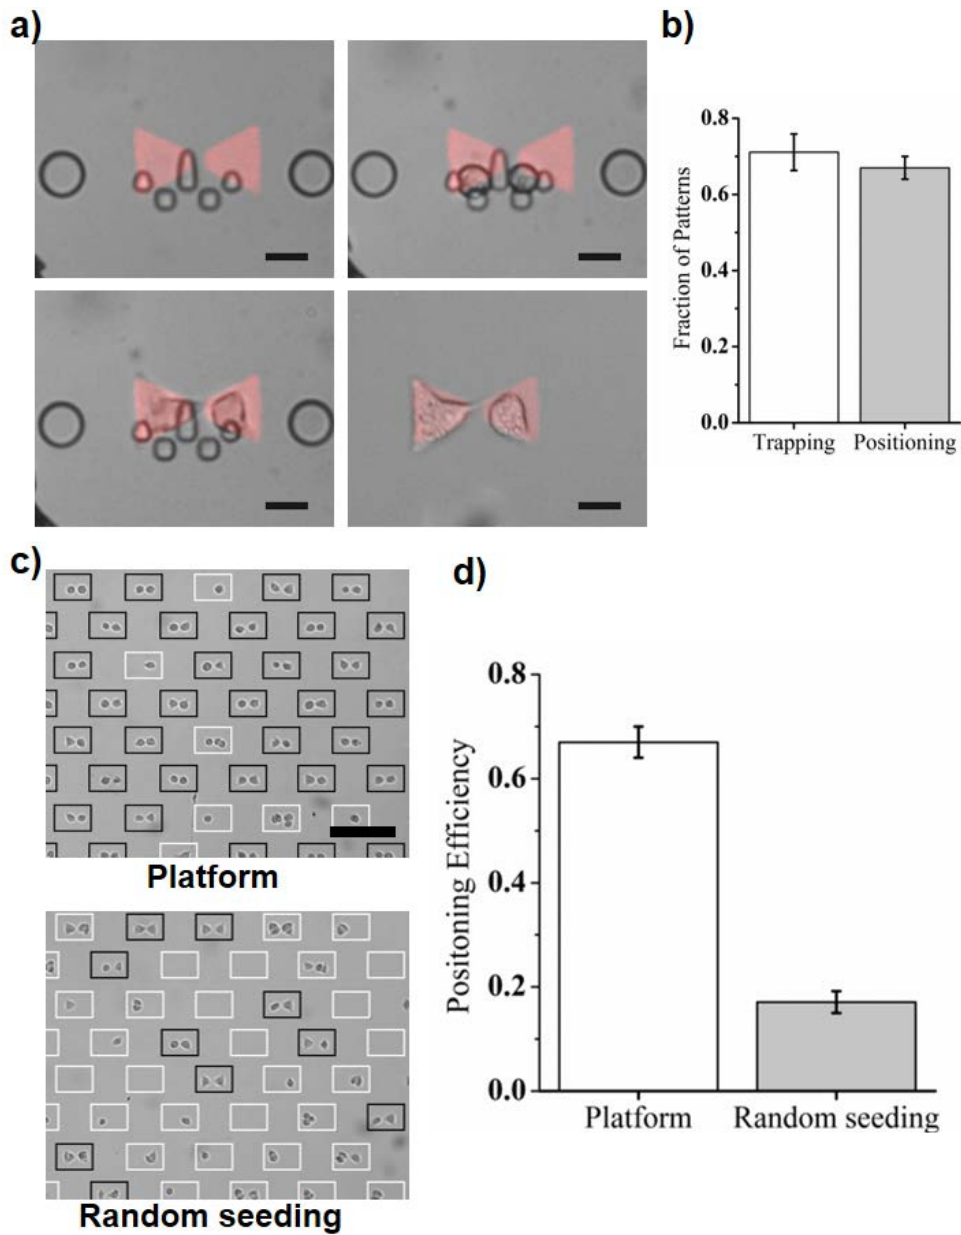 a)
b)
0.8
0.6
0.4
0.2
0.0
Fraction of Patterns
Trapping Positioning
c)
Platform
Random seeding
d)
0.8
0.6
0.4
0.2
0.0
Positoning Efficiency
Platform Random seeding